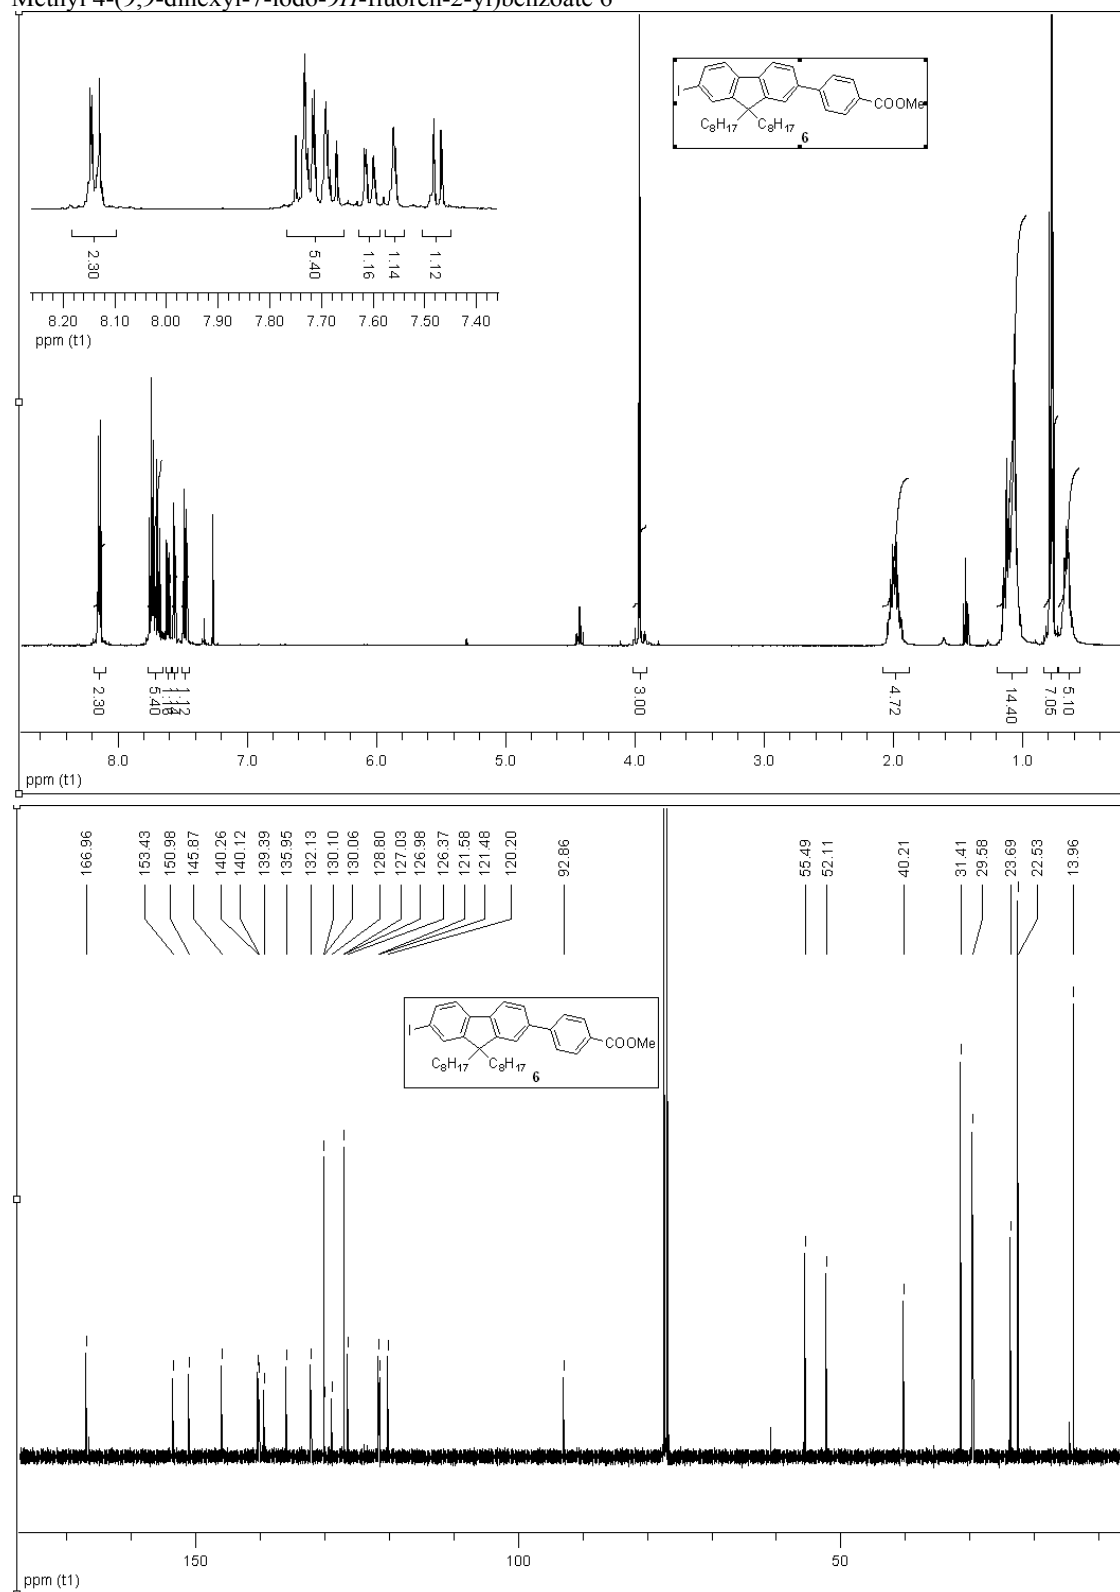 Methyl 4-(9,9-dihexyl-7-iodo-9H-fluoren-2-yl)benzoate 6
I
COOMe
C8H17 C8H17
6
2.30 5.40 1.16 1.14 1.12
8.20 8.10 8.00 7.90 7.80 7.70 7.60 7.50 7.40
ppm (t1)
2.30 5.40 1.16 1.12 3.00 4.72 14.40 7.05 5.10
8.0 7.0 6.0 5.0 4.0 3.0 2.0 1.0
ppm (t1)
166.96 153.43 150.98 145.87 140.26 140.12 139.39 135.95 132.13 130.10 130.06 128.80 127.03 126.98 126.37 121.58 121.48 120.20 92.86 55.49 52.11 40.21 31.41 29.58 23.69 22.53 13.96
I
COOMe
C8H17 C8H17
6
150 100 50
ppm (t1)